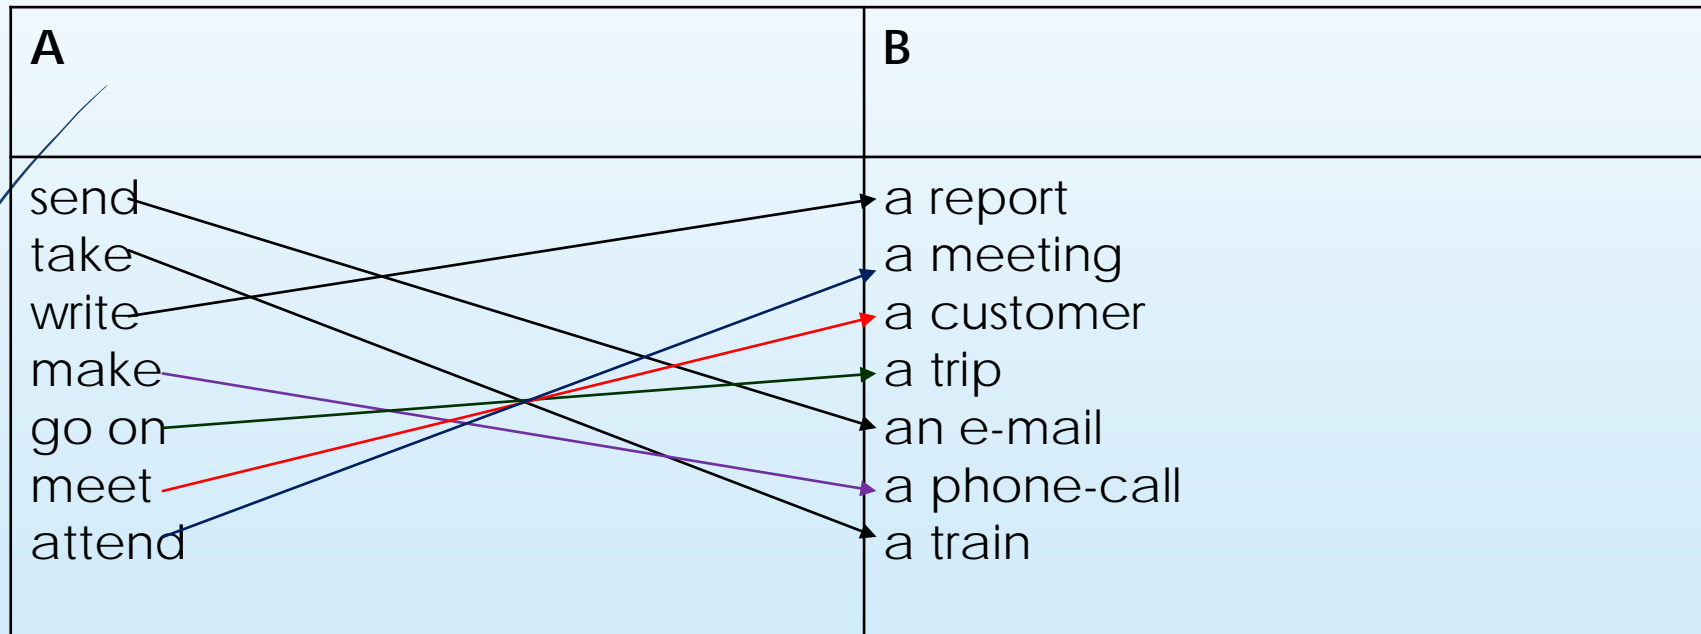 A
B
send
take
write
make
go on
meet
attend
a report
a meeting
a customer
a trip
an e-mail
a phone-call
a train